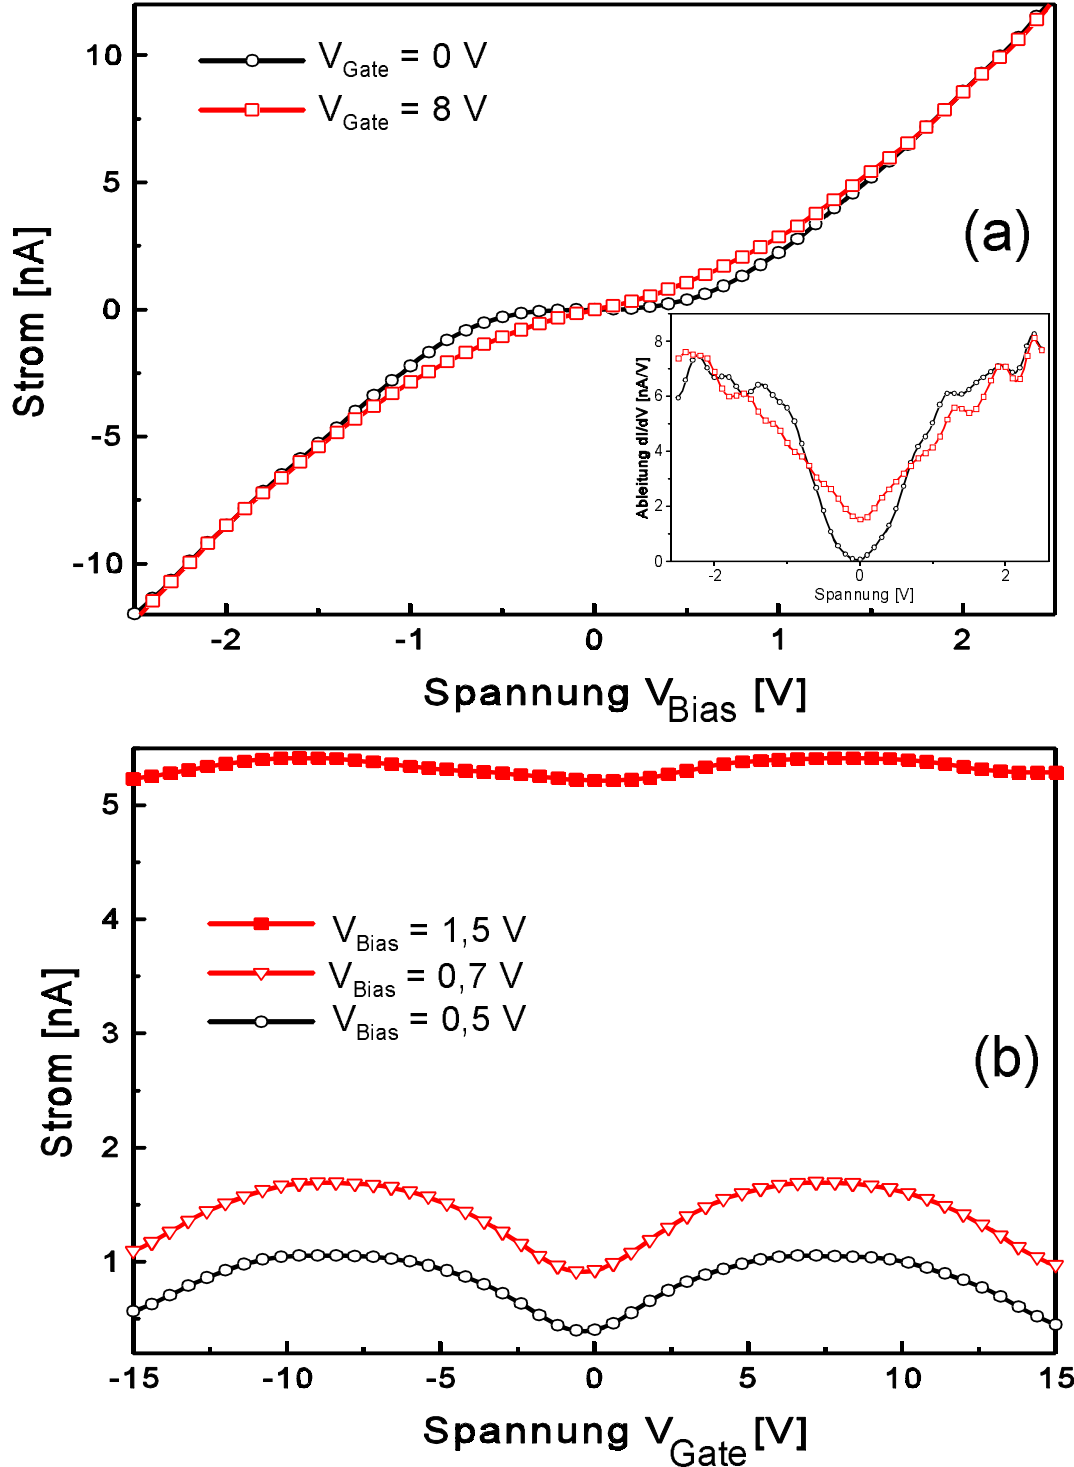 V_Gate = 0 V
V_Gate = 8 V
(a)
Strom [nA]
10
5
0
-5
-10
-2
-1
0
1
2
Spannung V_Bias [V]
Ableitung dI/dV [nA/V]
8
6
4
2
0
-2
0
2
Spannung [V]
V_Bias = 1,5 V
V_Bias = 0,7 V
V_Bias = 0,5 V
(b)
Strom [nA]
5
4
3
2
1
-15
-10
-5
0
5
10
15
Spannung V_Gate [V]